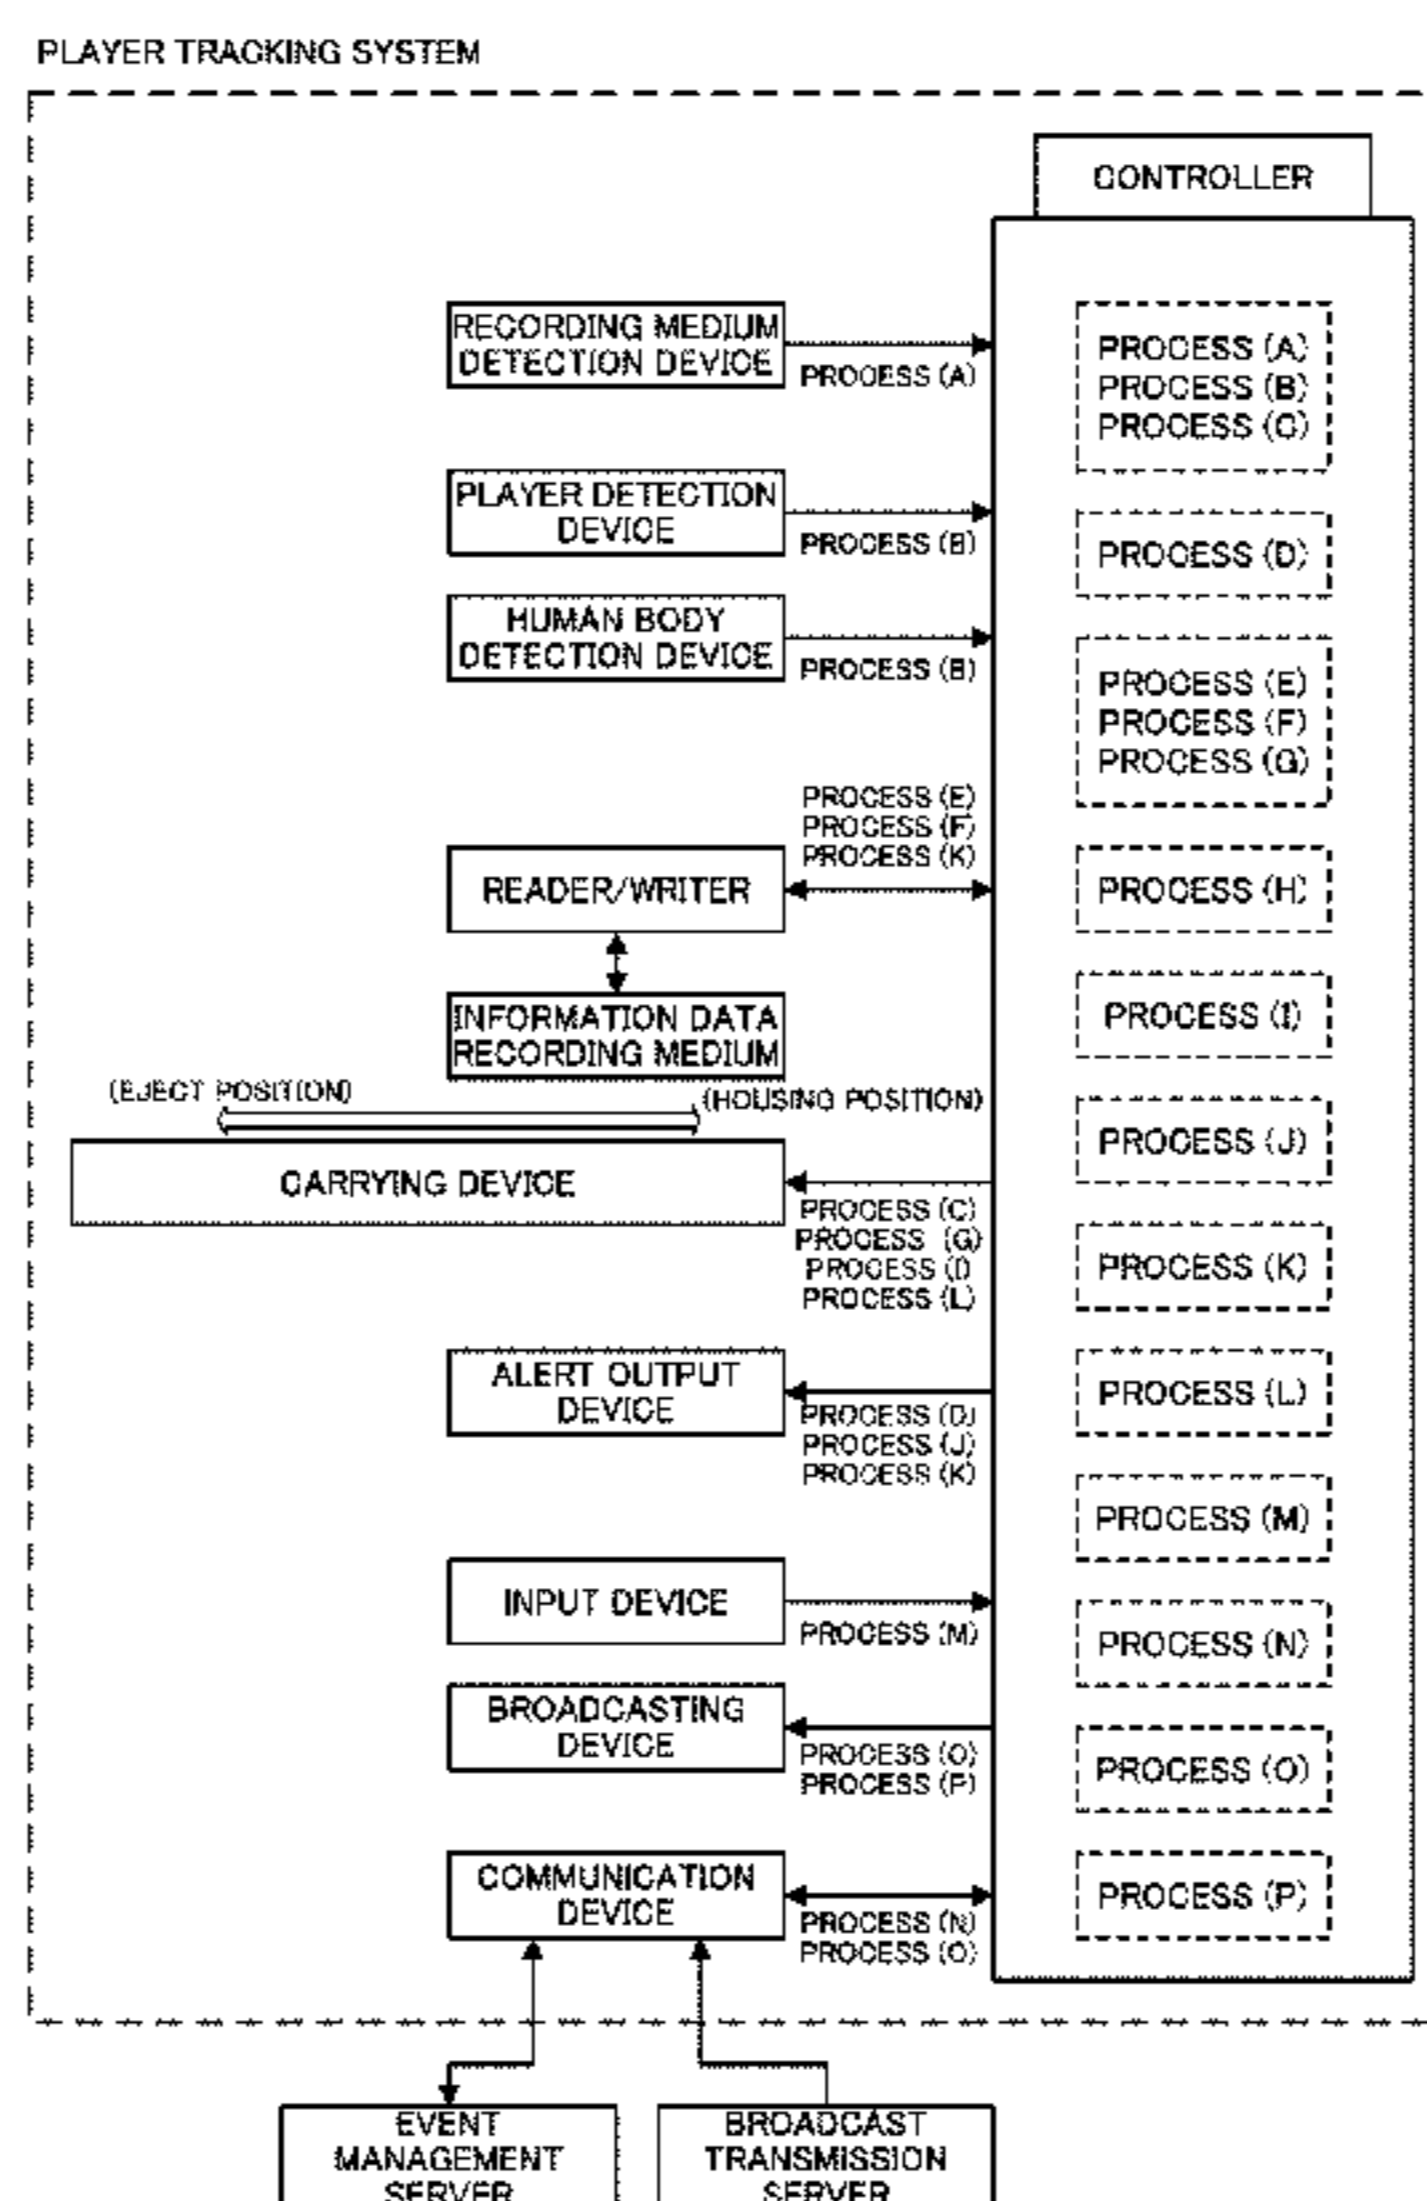 PLAYER TRACKING SYSTEM
CONTROLLER
RECORDING MEDIUM
DETECTION DEVICE
PROCESS (A)
PROCESS (A)
PROCESS (B)
PROCESS (C)
PLAYER DETECTION
DEVICE
PROCESS (B)
PROCESS (D)
HUMAN BODY
DETECTION DEVICE
PROCESS (B)
PROCESS (E)
PROCESS (F)
PROCESS (G)
PROCESS (E)
PROCESS (F)
PROCESS (K)
READER/WRITER
PROCESS (H)
INFORMATION DATA
RECORDING MEDIUM
PROCESS (I)
(EJECT POSITION)
(HOUSING POSITION)
CARRYING DEVICE
PROCESS (J)
PROCESS (C)
PROCESS (G)
PROCESS (I)
PROCESS (L)
PROCESS (K)
ALERT OUTPUT
DEVICE
PROCESS (D)
PROCESS (J)
PROCESS (K)
PROCESS (L)
PROCESS (M)
INPUT DEVICE
PROCESS (M)
PROCESS (N)
BROADCASTING
DEVICE
PROCESS (O)
PROCESS (P)
PROCESS (O)
COMMUNICATION
DEVICE
PROCESS (N)
PROCESS (O)
PROCESS (P)
EVENT
MANAGEMENT
SERVER
BROADCAST
TRANSMISSION
SERVER